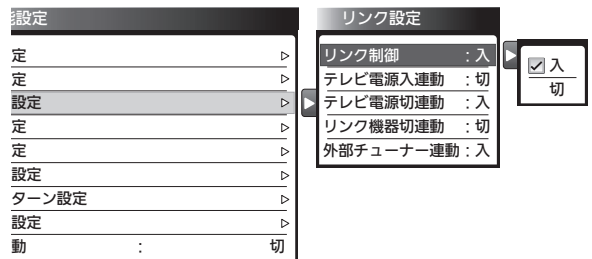 設定
定
定
設定
定
定
設定
ターン設定
設定
動 : 切
リンク設定
リンク制御 : 入
テレビ電源入連動 : 切
テレビ電源切連動 : 入
リンク機器切連動 : 切
外部チューナー連動 : 入
入
切